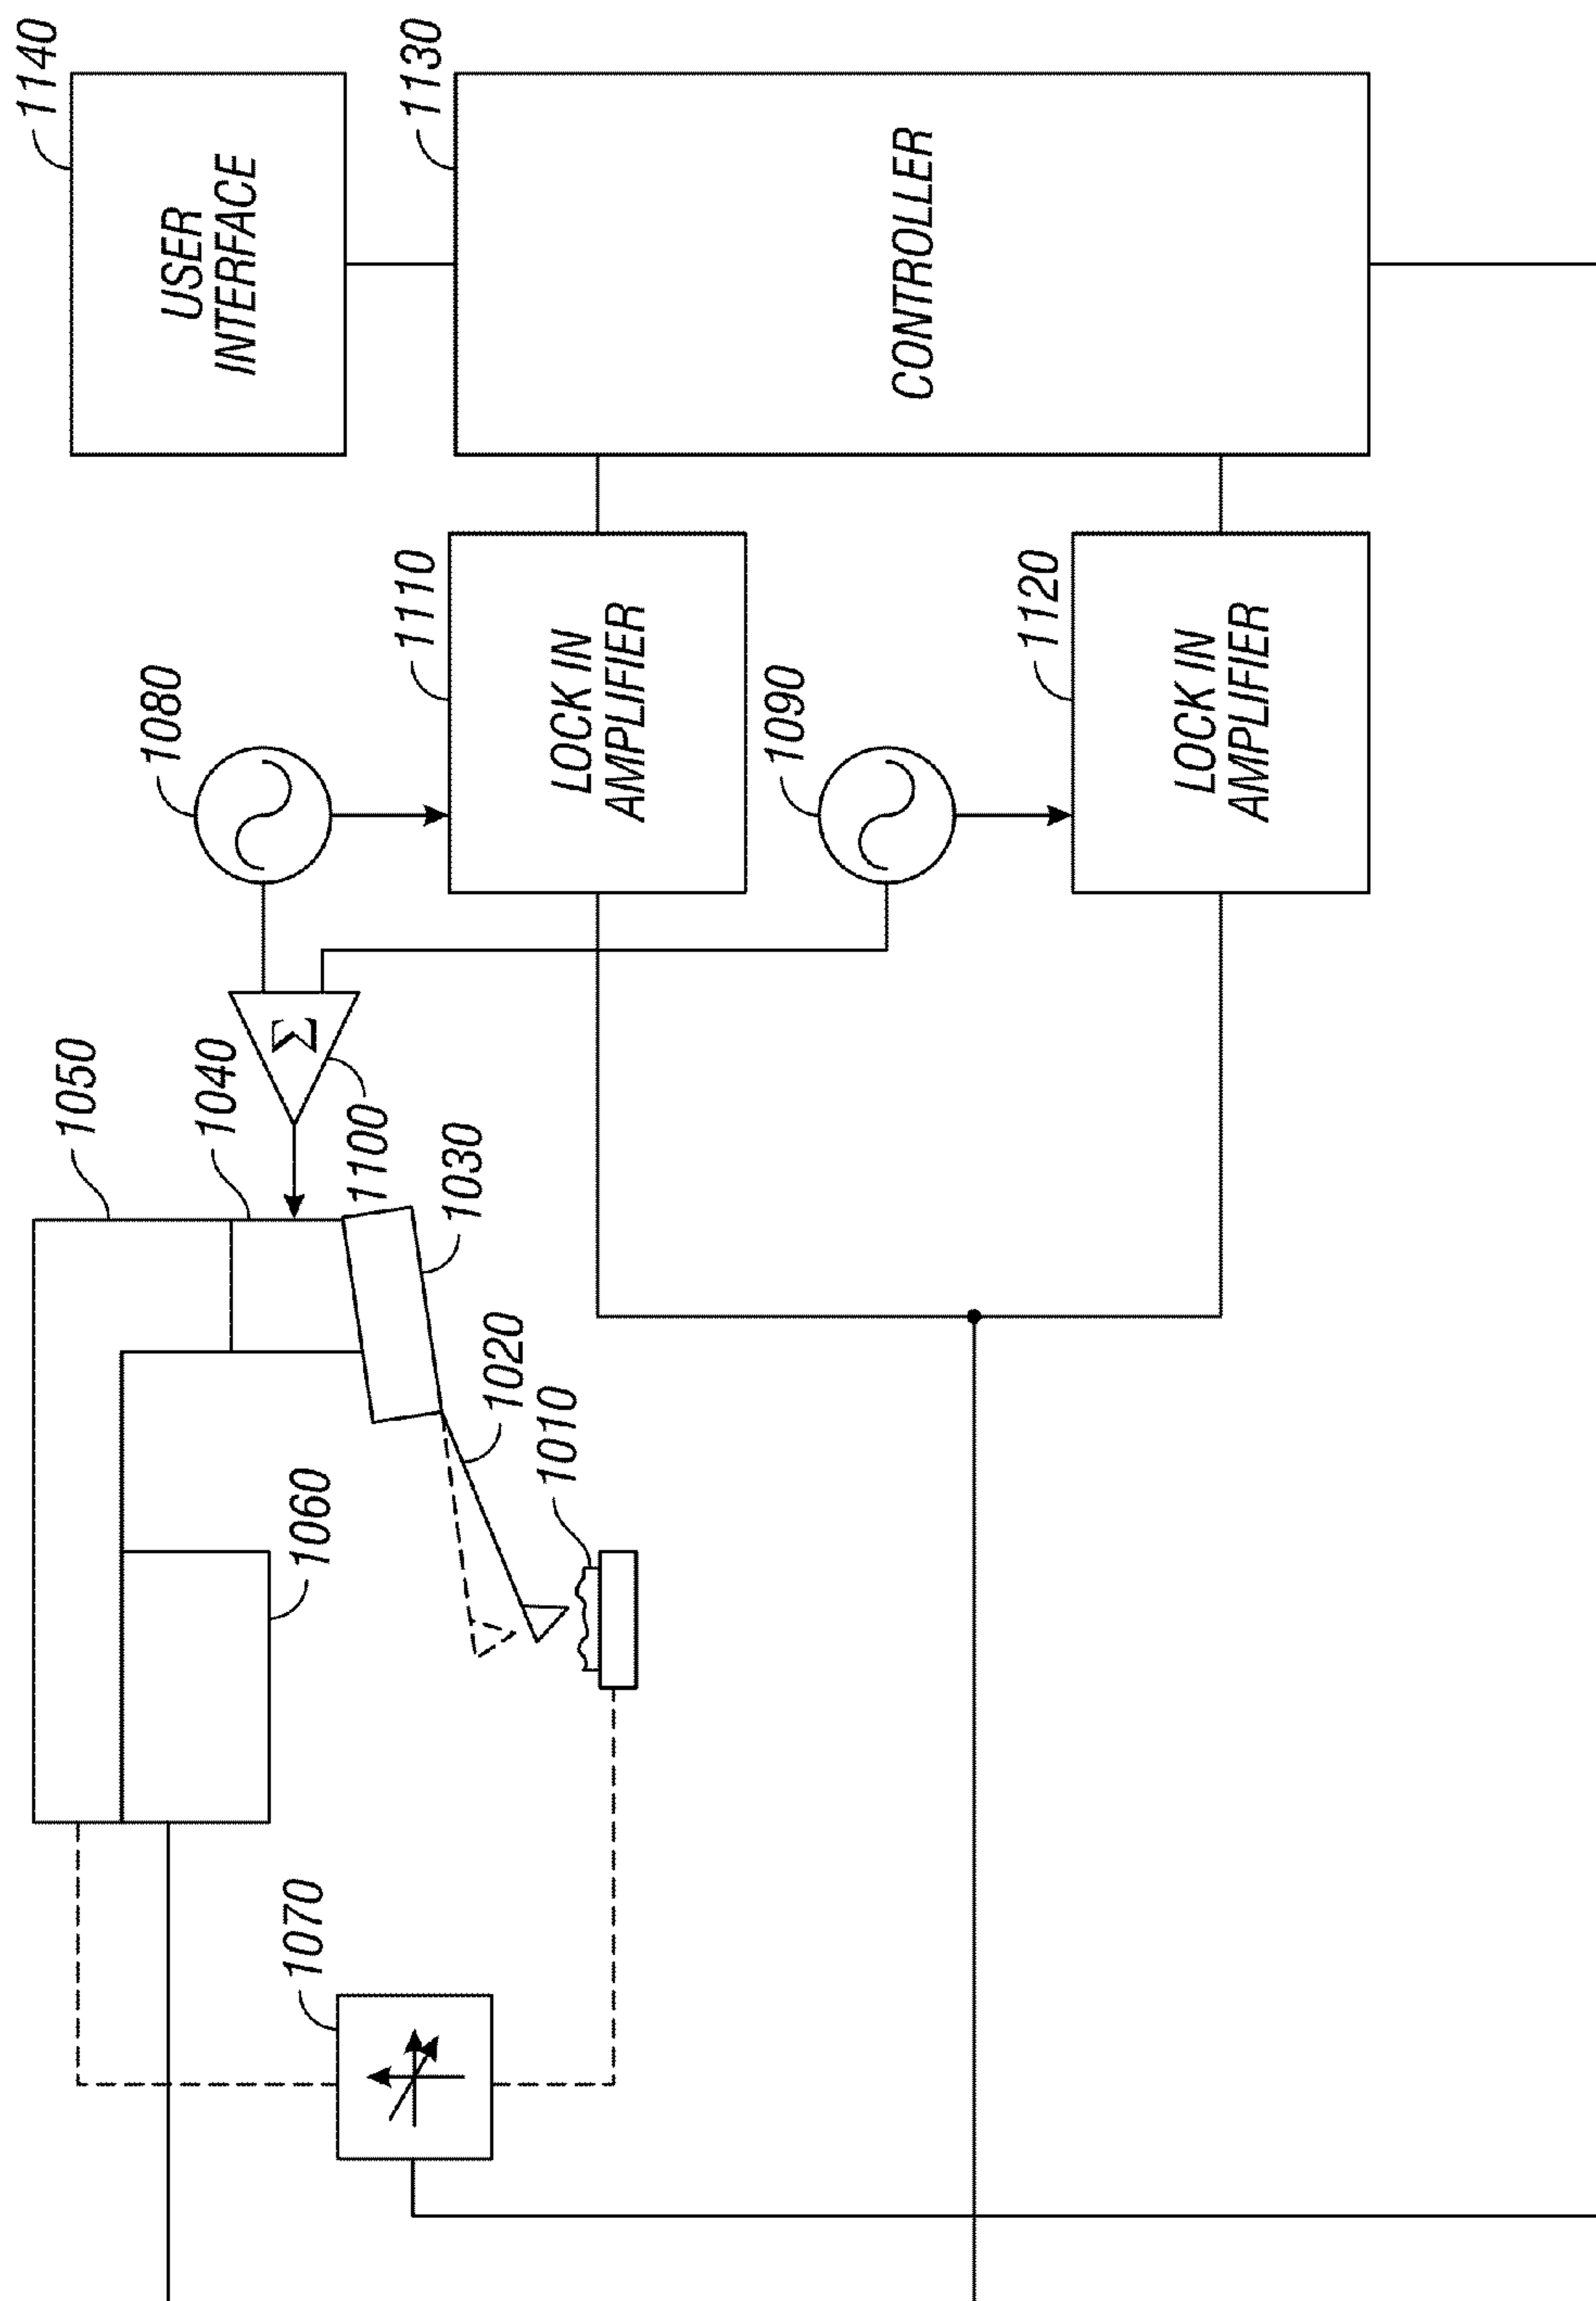 1140
USER
INTERFACE
1130
CONTROLLER
1080
1110
LOCK IN
AMPLIFIER
1090
1120
LOCK IN
AMPLIFIER
1050
1040
Σ
1100
1030
1020
1010
1060
1070